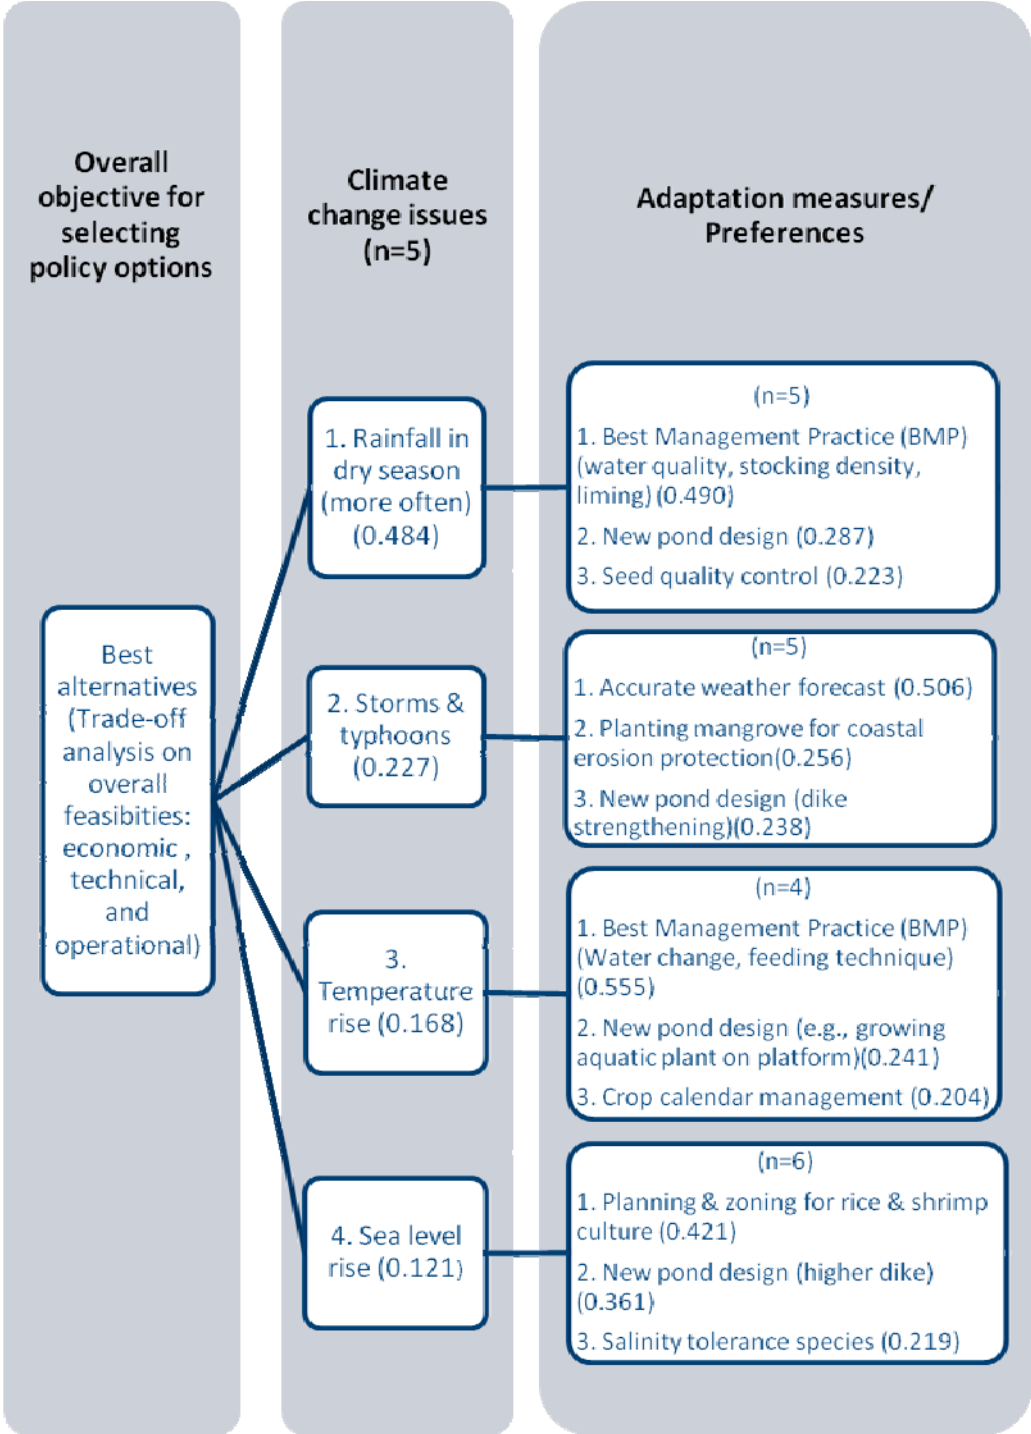 Overall
objective for
selecting
policy options
Climate
change issues
(n=5)
Adaptation measures/
Preferences
Best
alternatives
(Trade-off
analysis on
overall
feasibities:
economic ,
technical,
and
operational)
1. Rainfall in
dry season
(more often)
(0.484)
(n=5)
1. Best Management Practice (BMP)
(water quality, stocking density,
liming) (0.490)
2. New pond design (0.287)
3. Seed quality control (0.223)
2. Storms &
typhoons
(0.227)
(n=5)
1. Accurate weather forecast (0.506)
2. Planting mangrove for coastal
erosion protection(0.256)
3. New pond design (dike
strengthening)(0.238)
3.
Temperature
rise (0.168)
(n=4)
1. Best Management Practice (BMP)
(Water change, feeding technique)
(0.555)
2. New pond design (e.g., growing
aquatic plant on platform)(0.241)
3. Crop calendar management (0.204)
4. Sea level
rise (0.121)
(n=6)
1. Planning & zoning for rice & shrimp
culture (0.421)
2. New pond design (higher dike)
(0.361)
3. Salinity tolerance species (0.219)